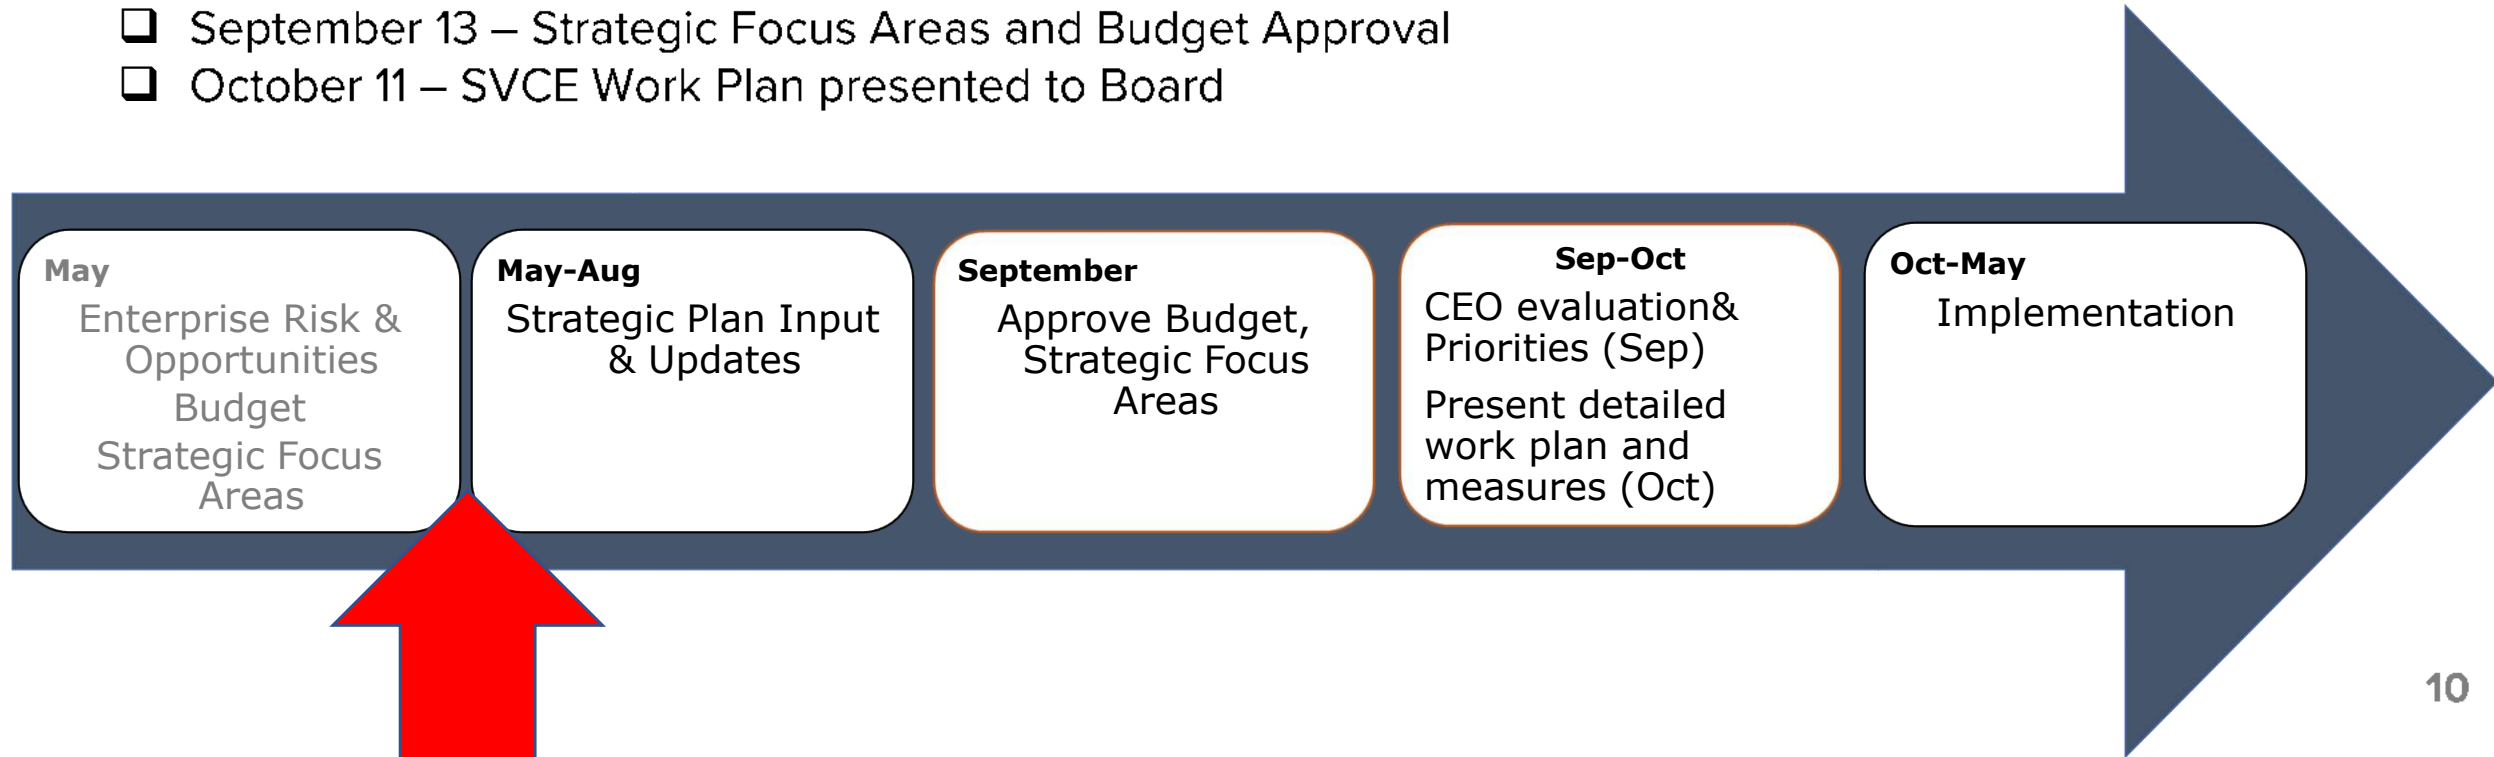 ❑ September 13 – Strategic Focus Areas and Budget Approval
❑ October 11 – SVCE Work Plan presented to Board
May
Enterprise Risk &
Opportunities
Budget
Strategic Focus
Areas
May-Aug
Strategic Plan Input
& Updates
September
Approve Budget,
Strategic Focus
Areas
Sep-Oct
CEO evaluation&
Priorities (Sep)
Present detailed
work plan and
measures (Oct)
Oct-May
Implementation
10